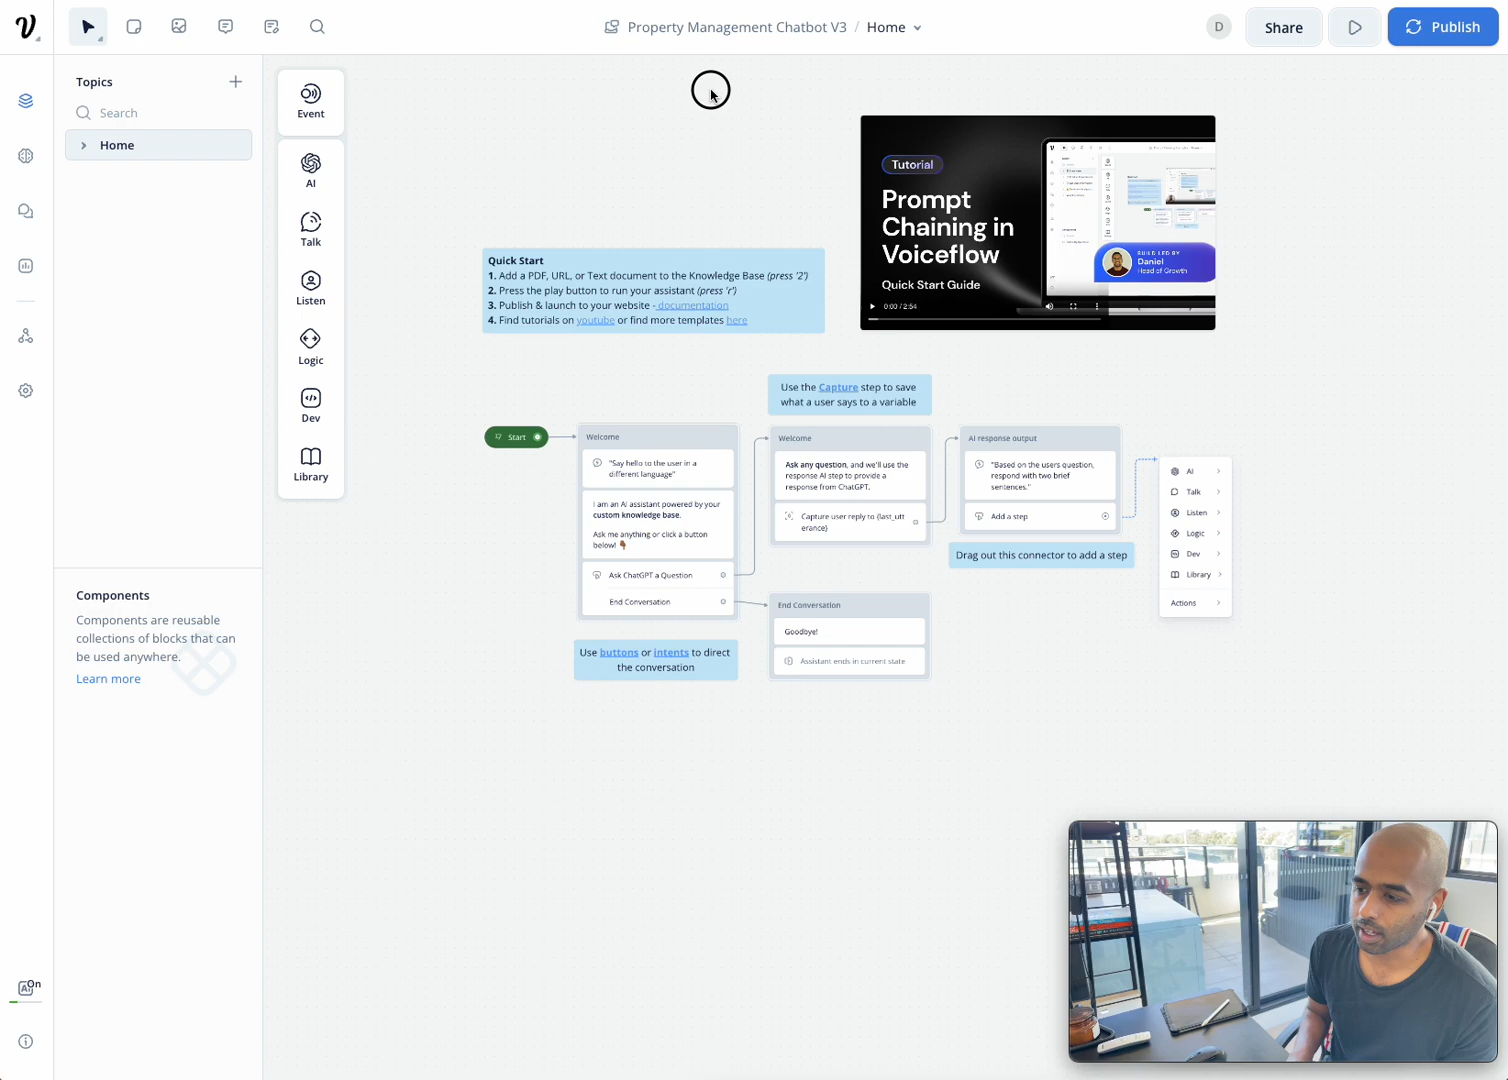 Property Management Chatbot V3 / Home
D
Share
Publish
Topics
Search
Home
Event
AI
Talk
Listen
Logic
Dev
Library
Quick Start
1. Add a PDF, URL, or Text document to the Knowledge Base (press '2')
2. Press the play button to run your assistant (press 'r')
3. Publish & launch to your website - documentation
4. Find tutorials on youtube or find more templates here
Tutorial
Prompt
Chaining in
Voiceflow
Quick Start Guide
BUILD LED BY
Daniel
Head of Growth
0:00 / 2:54
Use the Capture step to save
what a user says to a variable
Start
Welcome
"Say hello to the user in a
different language"
I am an AI assistant powered by your
custom knowledge base.
Ask me anything or click a button
below!
Ask ChatGPT a Question
End Conversation
Welcome
Ask any question, and we'll use the
response AI step to provide a
response from ChatGPT.
Capture user reply to {last_utt
erance}
AI response output
"Based on the users question,
respond with two brief
sentences."
Add a step
Drag out this connector to add a step
AI
Talk
Listen
Logic
Dev
Library
Actions
End Conversation
Goodbye!
Assistant ends in current state
Use buttons or intents to direct
the conversation
Components
Components are reusable
collections of blocks that can
be used anywhere.
Learn more
AI On